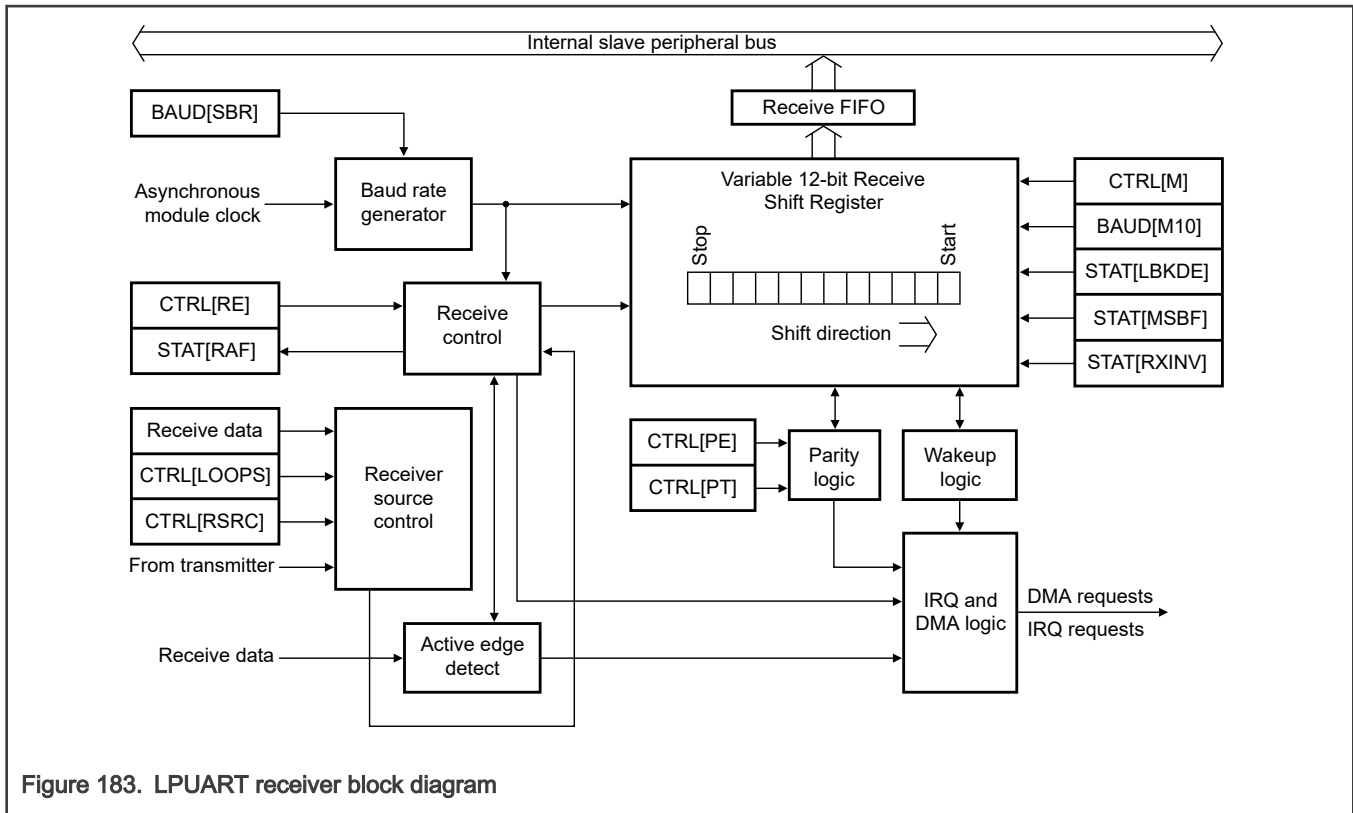 Internal slave peripheral bus
BAUD[SBR]
Receive FIFO
Asynchronous
module clock
Baud rate
generator
Variable 12-bit Receive
Shift Register
Stop
Start
Shift direction
CTRL[M]
BAUD[M10]
STAT[LBKDE]
STAT[MSBF]
STAT[RXINV]
CTRL[RE]
STAT[RAF]
Receive
control
Receive data
CTRL[LOOPS]
CTRL[RSRC]
From transmitter
Receiver
source
control
CTRL[PE]
CTRL[PT]
Parity
logic
Wakeup
logic
IRQ and
DMA logic
DMA requests
IRQ requests
Receive data
Active edge
detect
Figure 183. LPUART receiver block diagram